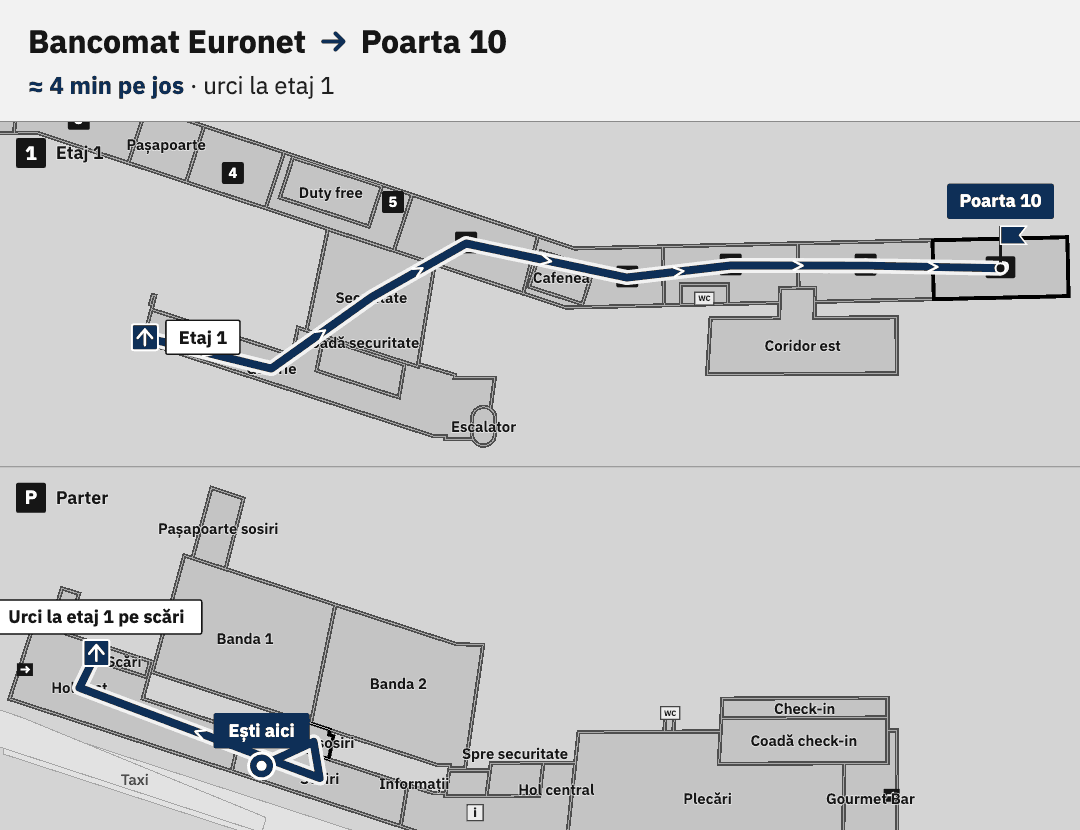 Bancomat Euronet → Poarta 10
≈ 4 min pe jos · urci la etaj 1
1 Etaj 1
Pașapoarte
4
Duty free
5
Poarta 10
Cafenea
WC
Etaj 1
Coridor est
Escalator
P Parter
Pașapoarte sosiri
Urci la etaj 1 pe scări
Banda 1
Scări
Banda 2
WC
Check-in
Ești aici
Coadă check-in
Spre securitate
Taxi
Informații
Hol central
Plecări
Gourmet Bar
i